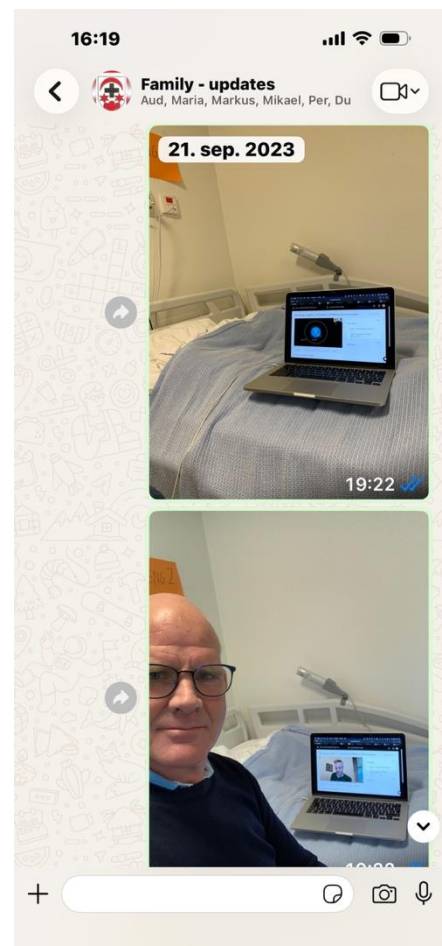 16:19
Family - updates
Aud, Maria, Markus, Mikael, Per, Du
21. sep. 2023
19:22